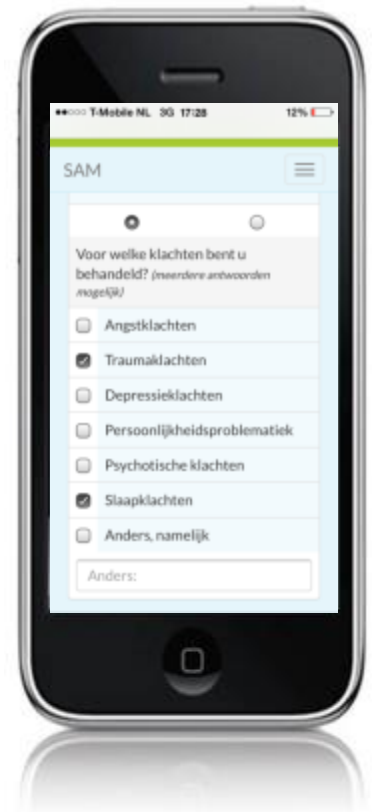 T-Mobile NL 3G 17:28 12%
SAM
Voor welke klachten bent u
behandeld? (meerdere antwoorden
mogelijk)
Angstklachten
Traumaklachten
Depressieklachten
Persoonlijkheidsproblematiek
Psychotische klachten
Slaapklachten
Anders, namelijk
Anders: